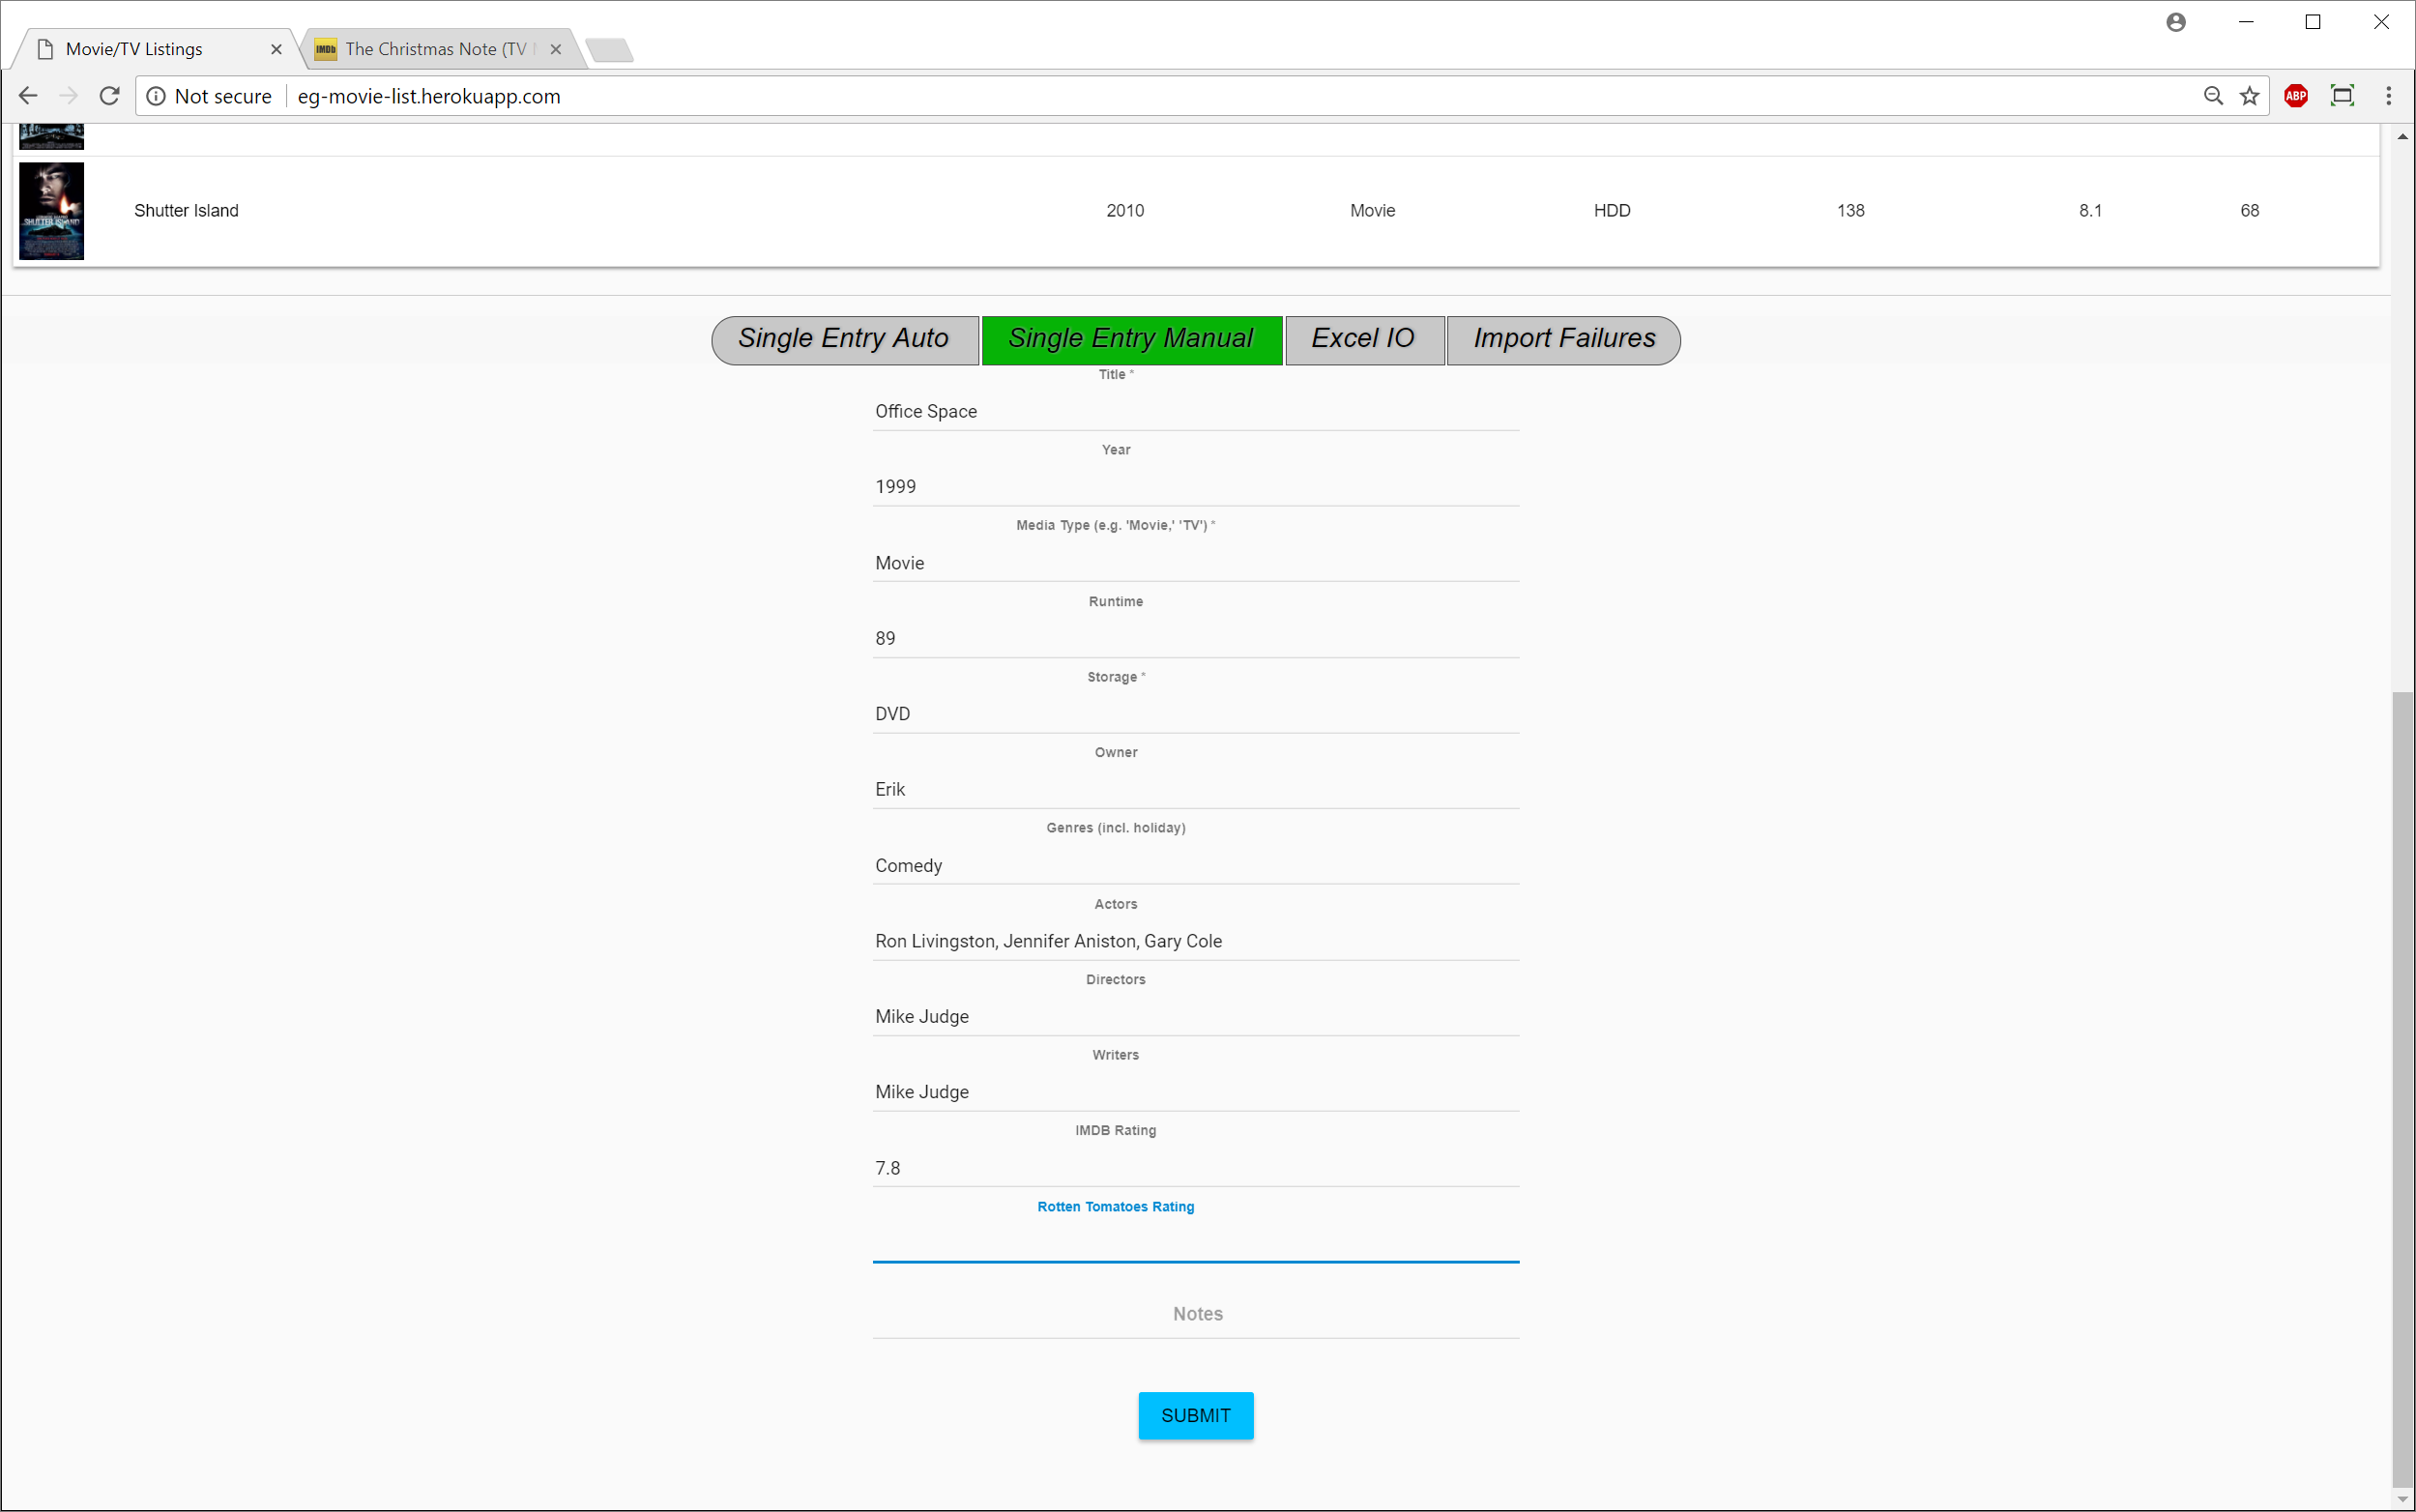 Movie/TV Listings
IMDb The Christmas Note (TV
Not secure eg-movie-list.herokuapp.com ABP
SHUTTER ISLAND
Shutter Island 2010 Movie HDD 138 8.1 68
Single Entry Auto Single Entry Manual Excel IO Import Failures
Title *
Office Space
Year
1999
Media Type (e.g. 'Movie,' 'TV') *
Movie
Runtime
89
Storage *
DVD
Owner
Erik
Genres (incl. holiday)
Comedy
Actors
Ron Livingston, Jennifer Aniston, Gary Cole
Directors
Mike Judge
Writers
Mike Judge
IMDB Rating
7.8
Rotten Tomatoes Rating
Notes
SUBMIT